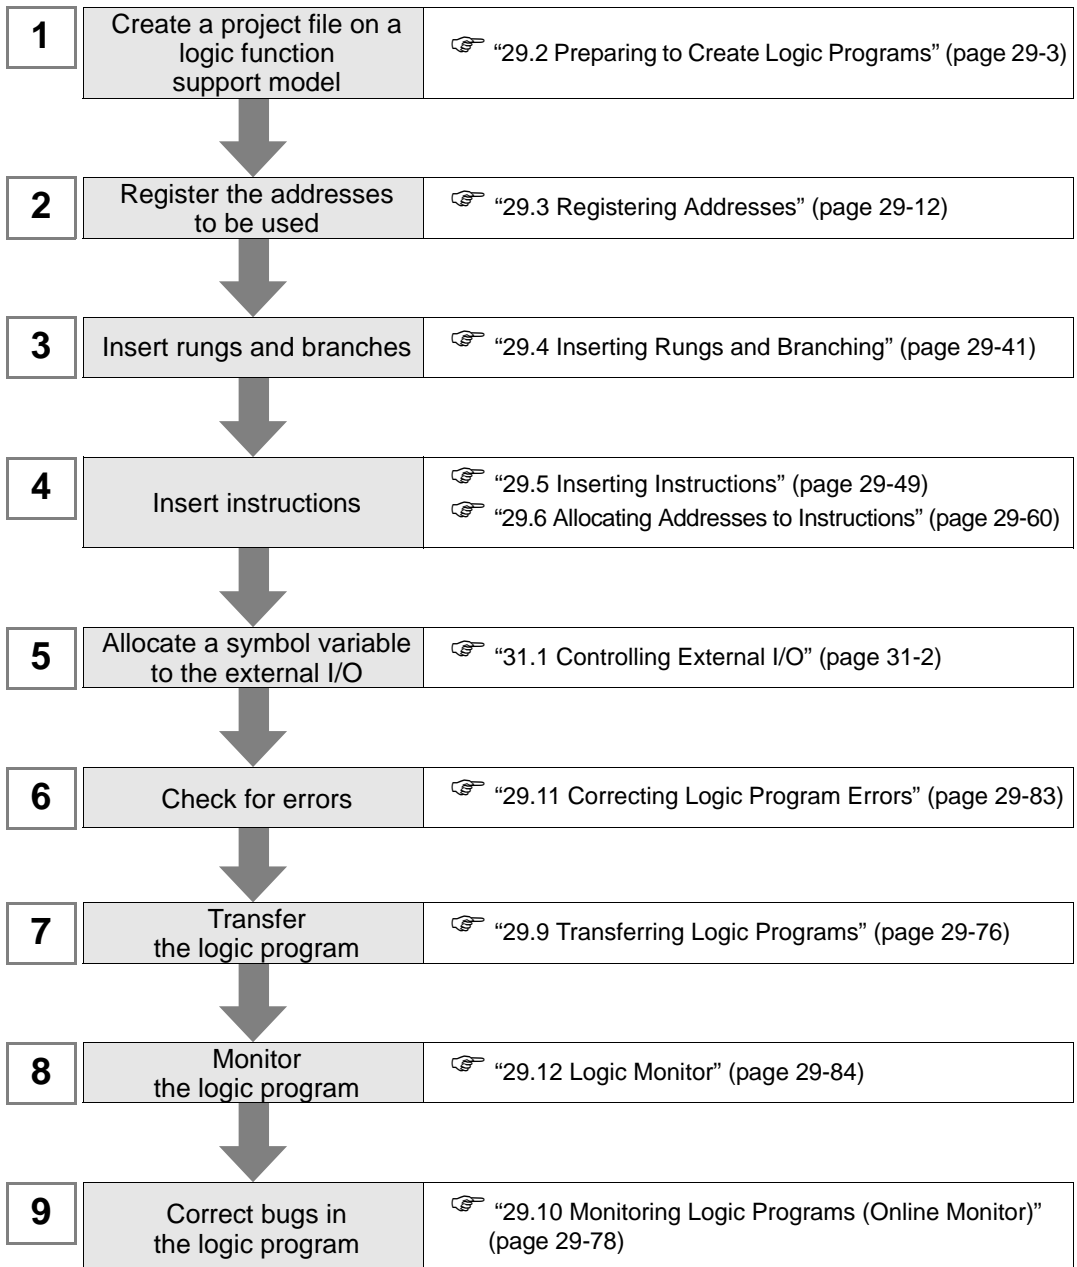 1
Create a project file on a
logic function
support model
“29.2 Preparing to Create Logic Programs” (page 29-3)
2
Register the addresses
to be used
“29.3 Registering Addresses” (page 29-12)
3
Insert rungs and branches
“29.4 Inserting Rungs and Branching” (page 29-41)
4
Insert instructions
“29.5 Inserting Instructions” (page 29-49)
“29.6 Allocating Addresses to Instructions” (page 29-60)
5
Allocate a symbol variable
to the external I/O
“31.1 Controlling External I/O” (page 31-2)
6
Check for errors
“29.11 Correcting Logic Program Errors” (page 29-83)
7
Transfer
the logic program
“29.9 Transferring Logic Programs” (page 29-76)
8
Monitor
the logic program
“29.12 Logic Monitor” (page 29-84)
9
Correct bugs in
the logic program
“29.10 Monitoring Logic Programs (Online Monitor)”
(page 29-78)